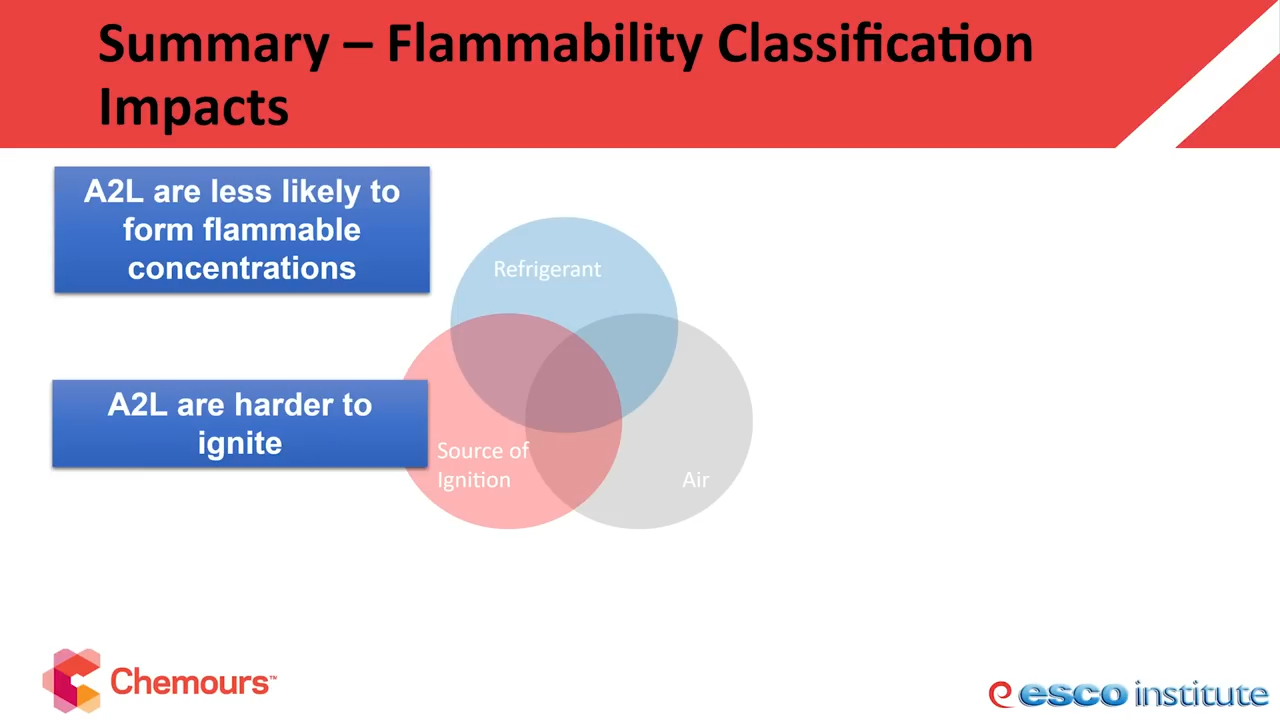 Summary – Flammability Classification
Impacts
A2L are less likely to
form flammable
concentrations
Refrigerant
A2L are harder to
ignite
Source of
Ignition
Air
Chemours™
esco institute